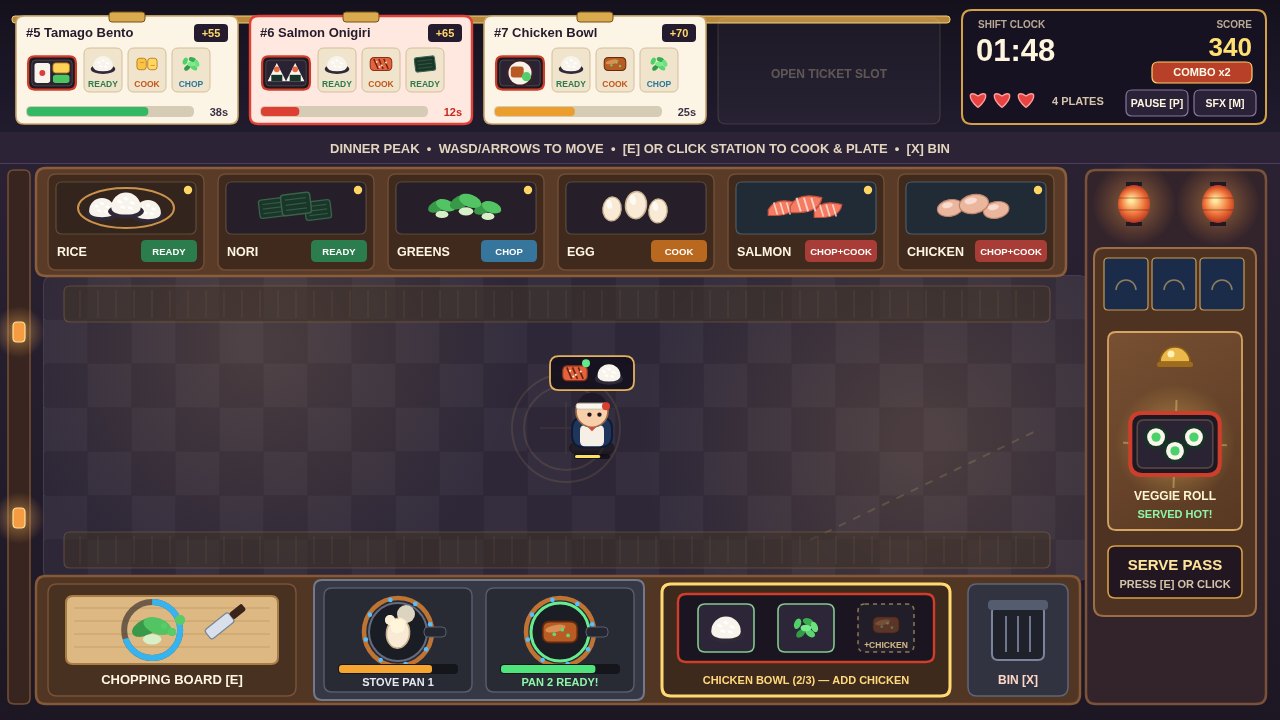 #5 Tamago Bento +55
READY COOK CHOP
38s
#6 Salmon Onigiri +65
READY COOK READY
12s
#7 Chicken Bowl +70
READY COOK CHOP
25s
OPEN TICKET SLOT
SHIFT CLOCK SCORE
01:48 340
COMBO x2
4 PLATES PAUSE [P] SFX [M]
DINNER PEAK • WASD/ARROWS TO MOVE • [E] OR CLICK STATION TO COOK & PLATE • [X] BIN
RICE READY
NORI READY
GREENS CHOP
EGG COOK
SALMON CHOP+COOK
CHICKEN CHOP+COOK
VEGGIE ROLL
SERVED HOT!
SERVE PASS
PRESS [E] OR CLICK
CHOPPING BOARD [E]
STOVE PAN 1
PAN 2 READY!
+CHICKEN
CHICKEN BOWL (2/3) — ADD CHICKEN
BIN [X]